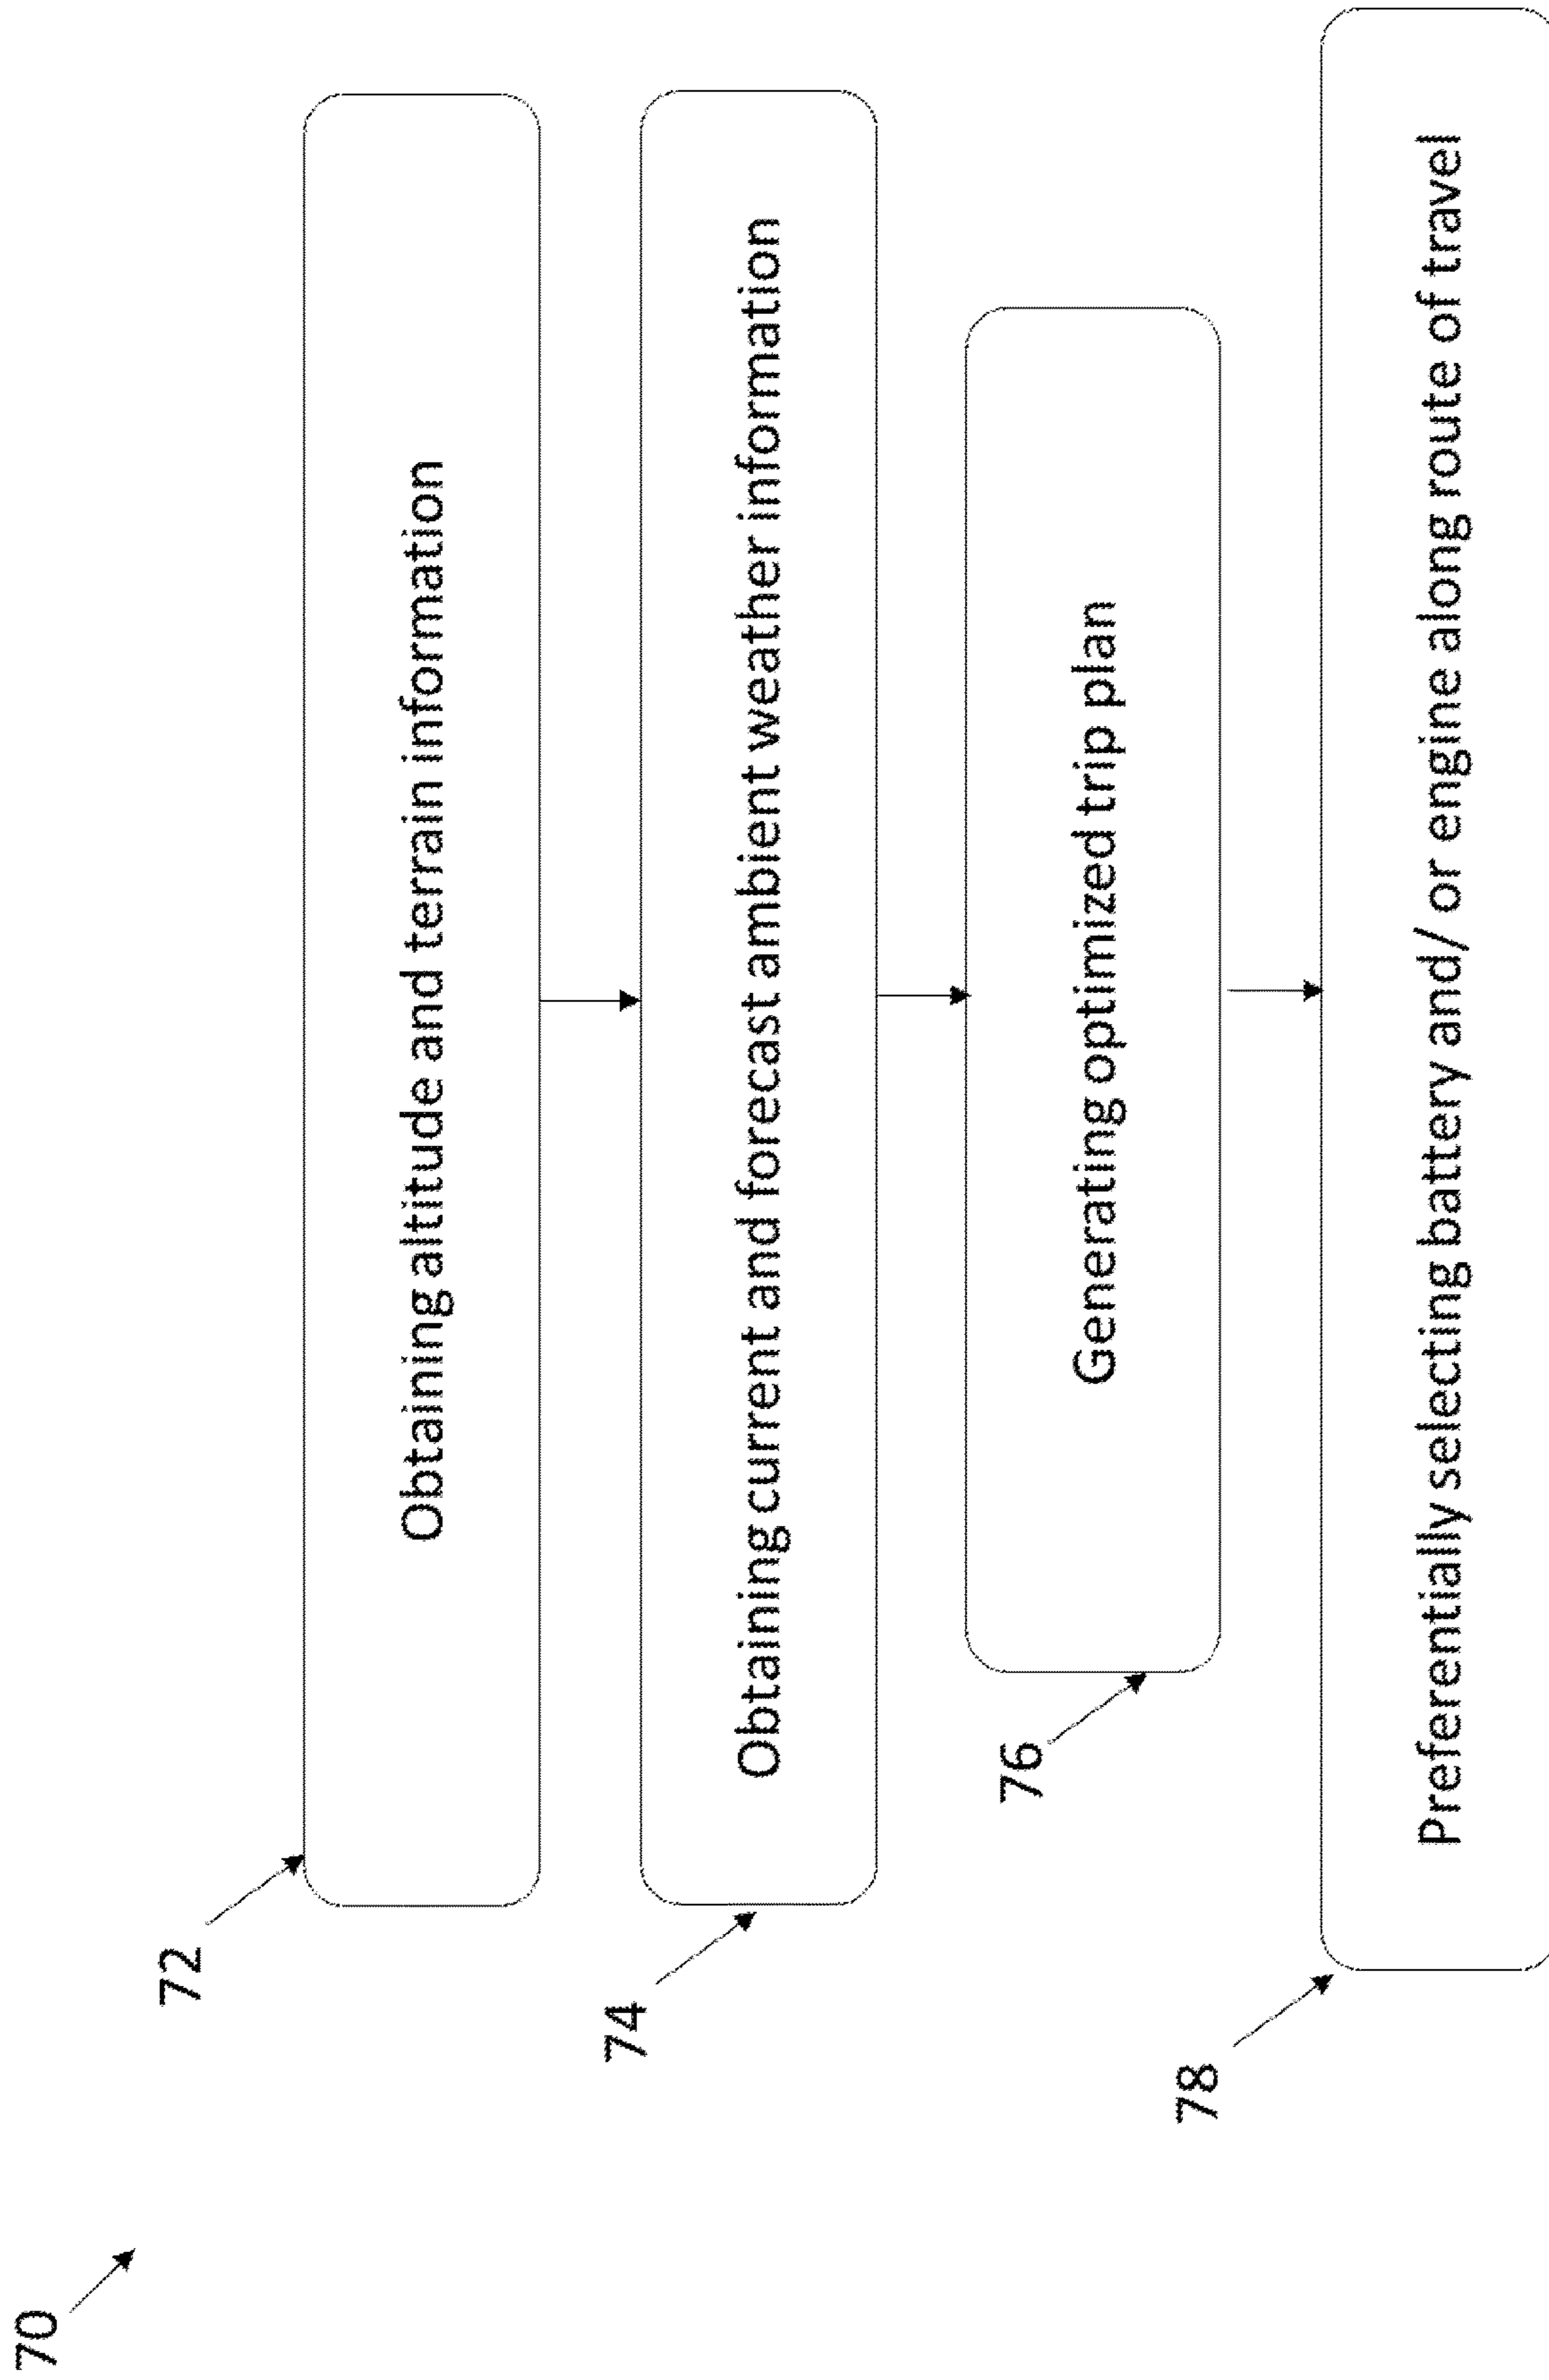 70
72
Obtaining altitude and terrain information
74
Obtaining current and forecast ambient weather information
76
Generating optimized trip plan
78
Preferentially selecting battery and/ or engine along route of travel